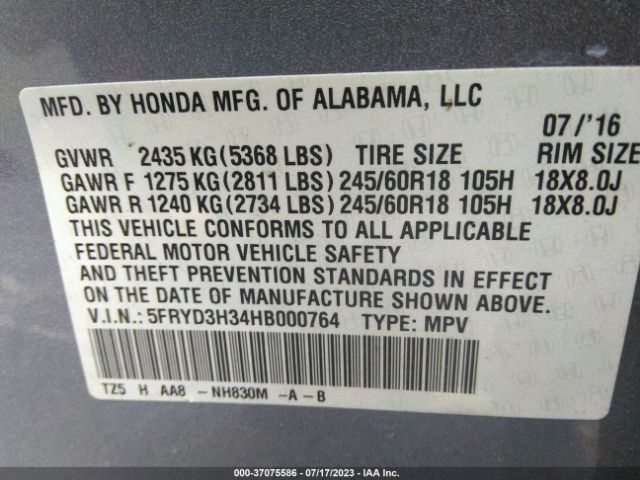 MFD. BY HONDA MFG. OF ALABAMA, LLC
07/'16
GVWR 2435 KG(5368 LBS) TIRE SIZE RIM SIZE
GAWR F 1275 KG(2811 LBS) 245/60R18 105H 18X8.0J
GAWR R 1240 KG(2734 LBS) 245/60R18 105H 18X8.0J
THIS VEHICLE CONFORMS TO ALL APPLICABLE
FEDERAL MOTOR VEHICLE SAFETY
AND THEFT PREVENTION STANDARDS IN EFFECT
ON THE DATE OF MANUFACTURE SHOWN ABOVE.
V.I.N.: 5FRYD3H34HB000764 TYPE: MPV
TZ5 H AA8 -NH830M -A -B
000-37075586 - 07/17/2023 - IAA Inc.